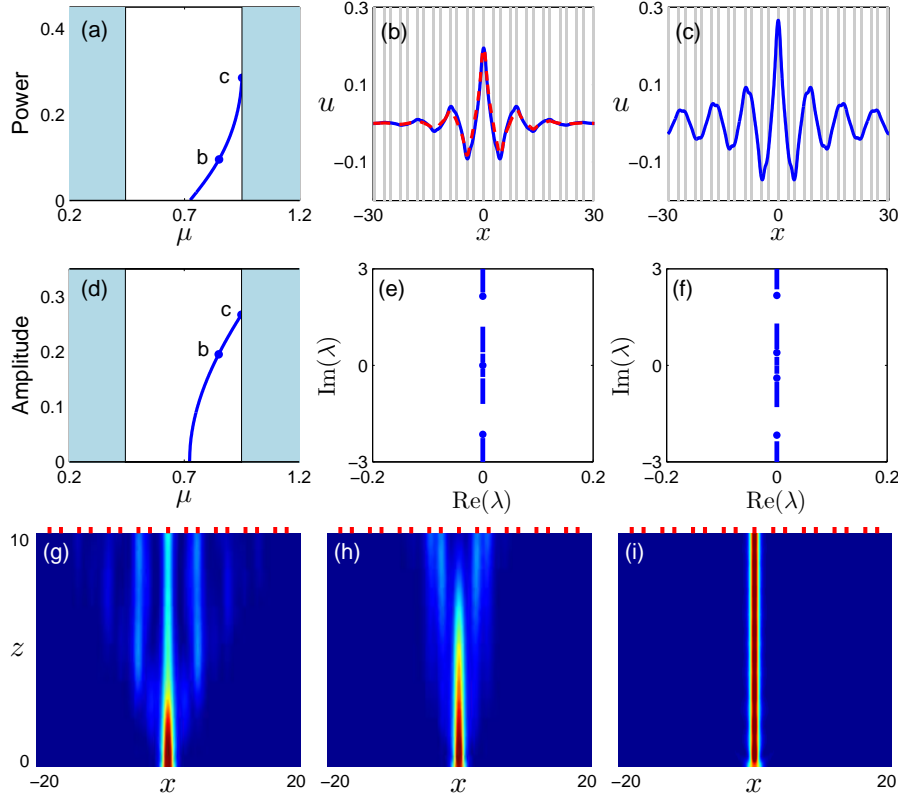 (a)
Power
0.4
0.2
0
c
b
0.2
0.7
1.2
μ
(b)
u
0.3
0.1
−0.1
−30
0
30
x
(c)
u
0.3
0.1
−0.1
−30
0
30
x
(d)
Amplitude
0.3
0.2
0.1
0
c
b
0.2
0.7
1.2
μ
(e)
Im(λ)
3
0
−3
−0.2
0
0.2
Re(λ)
(f)
Im(λ)
3
0
−3
−0.2
0
0.2
Re(λ)
(g)
z
10
0
−20
x
20
(h)
−20
x
20
(i)
−20
x
20